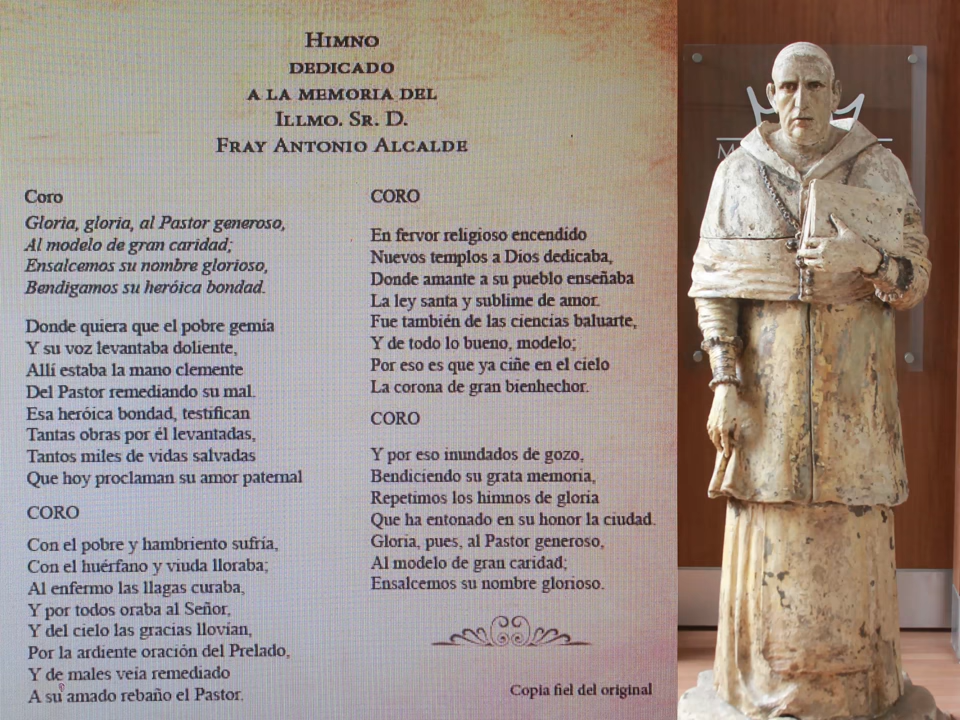 HIMNO
DEDICADO
A LA MEMORIA DEL
ILLMO. SR. D.
FRAY ANTONIO ALCALDE
Coro
Gloria, gloria, al Pastor generoso,
Al modelo de gran caridad;
Ensalcemos su nombre glorioso,
Bendigamos su heróica bondad.
Donde quiera que el pobre gemía
Y su voz levantaba doliente,
Allí estaba la mano clemente
Del Pastor remediando su mal.
Esa heróica bondad, testifican
Tantas obras por él levantadas,
Tantos miles de vidas salvadas
Que hoy proclaman su amor paternal
CORO
Con el pobre y hambriento sufría,
Con el huérfano y viuda lloraba;
Al enfermo las llagas curaba,
Y por todos oraba al Señor,
Y del cielo las gracias llovían,
Por la ardiente oración del Prelado,
Y de males veía remediado
A su amado rebaño el Pastor.
CORO
En fervor religioso encendido
Nuevos templos a Dios dedicaba,
Donde amante a su pueblo enseñaba
La ley santa y sublime de amor.
Fue también de las ciencias baluarte,
Y de todo lo bueno, modelo;
Por eso es que ya ciñe en el cielo
La corona de gran bienhechor.
CORO
Y por eso inundados de gozo,
Bendiciendo su grata memoria,
Repetimos los himnos de gloria
Que ha entonado en su honor la ciudad.
Gloria, pues, al Pastor generoso,
Al modelo de gran caridad;
Ensalcemos su nombre glorioso.
Copia fiel del original